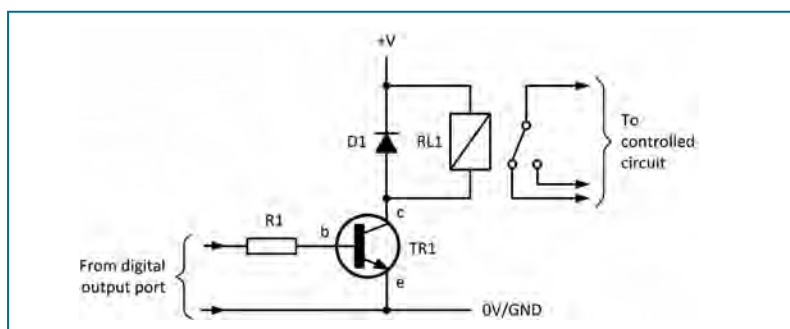 +V
D1
RL1
To
controlled
circuit
R1
b
c
TR1
From digital
output port
e
0V/GND